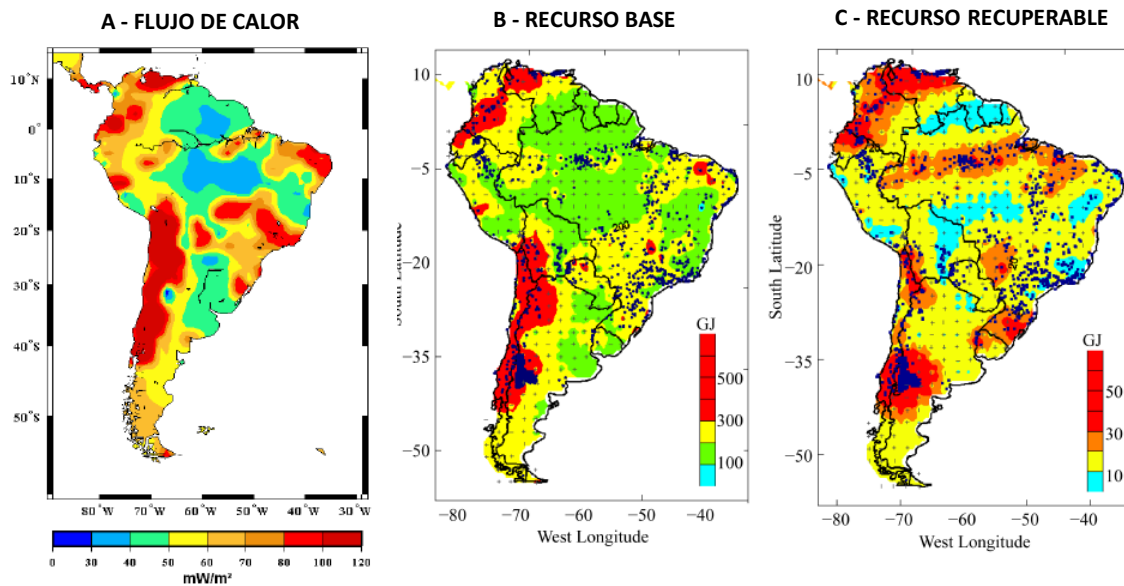 A - FLUJO DE CALOR
10°N
0°
10°S
20°S
30°S
40°S
50°S
80°W 70°W 60°W 50°W 40°W 30°W
0 30 40 50 60 70 80 100 120
mW/m²
B - RECURSO BASE
10
−5
−20
−35
−50
South Latitude
200
GJ
500
300
100
−80 −70 −60 −50 −40
West Longitude
C - RECURSO RECUPERABLE
10
−5
−20
−35
−50
South Latitude
GJ
50
30
10
−80 −70 −60 −50 −40
West Longitude